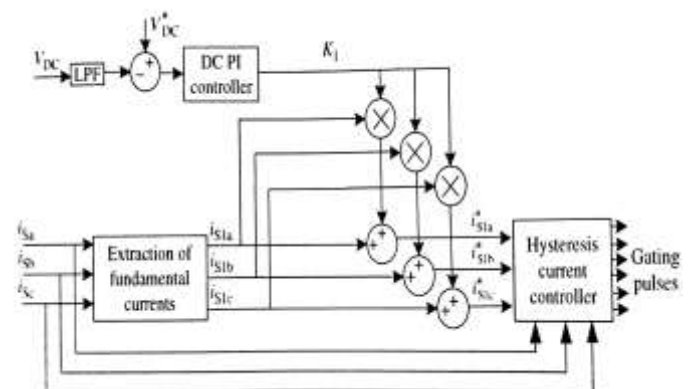 V*DC
VDC
LPF
− +
DC PI
controller
K1
×
×
×
iSa
iSb
iSc
Extraction of
fundamental
currents
iS1a
iS1b
iS1c
+ +
+ +
+ +
i*S1a
i*S1b
i*S1c
Hysteresis
current
controller
Gating
pulses